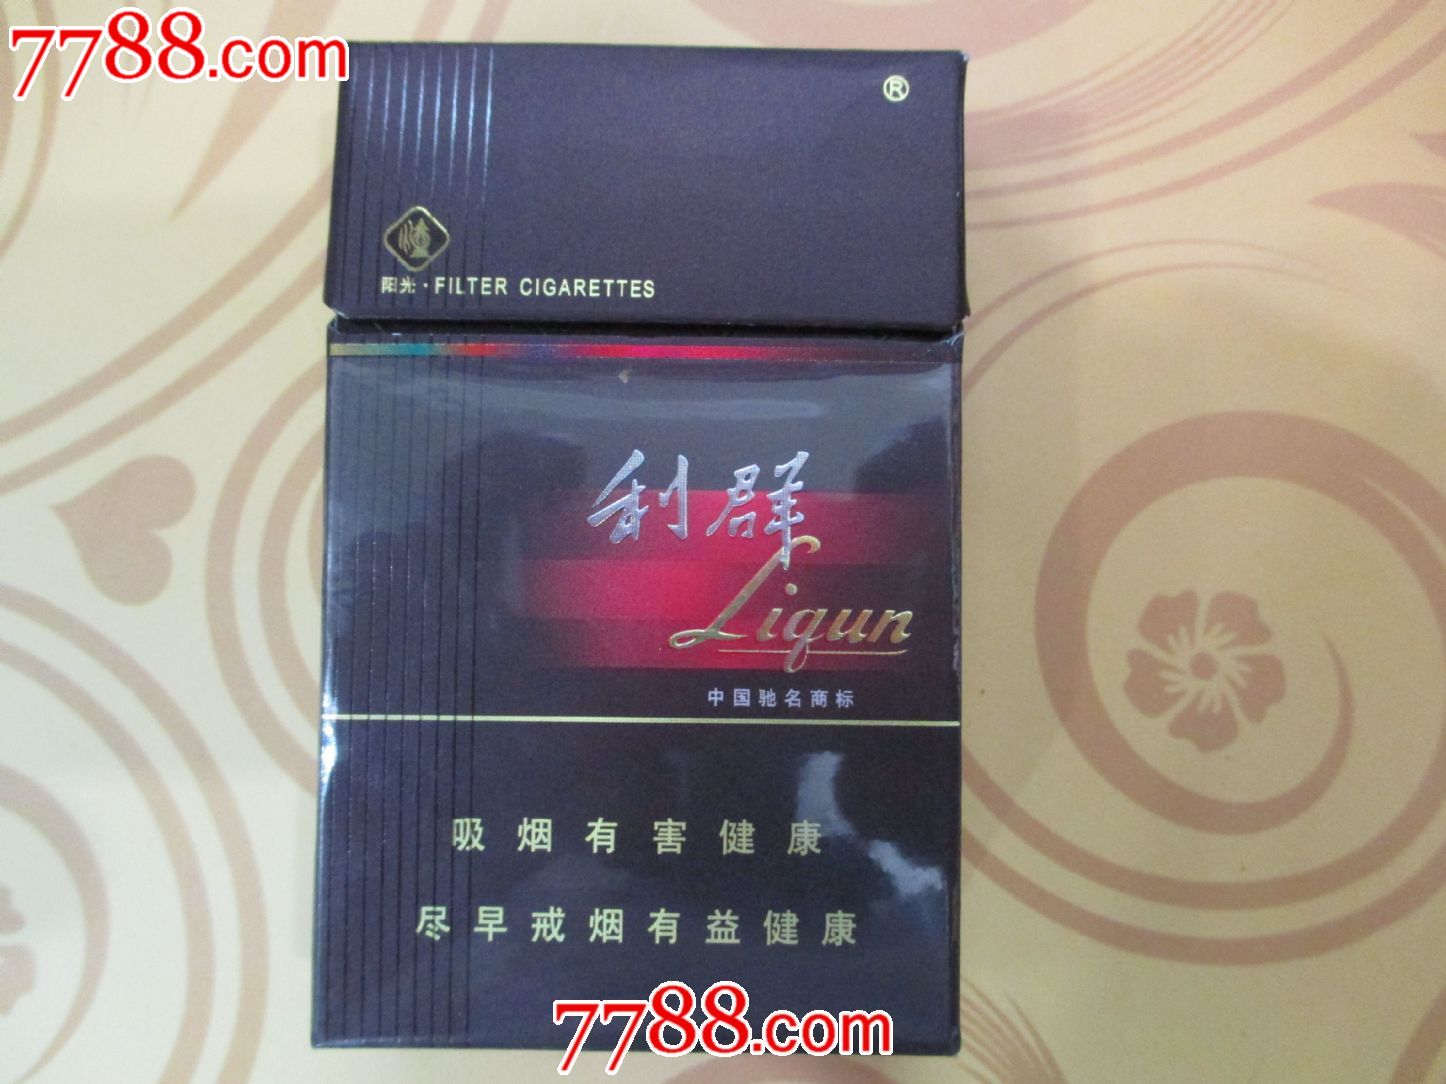 7788.com
®
阳光·FILTER CIGARETTES
利群
Liqun
中国驰名商标
吸烟有害健康
尽早戒烟有益健康
7788.com